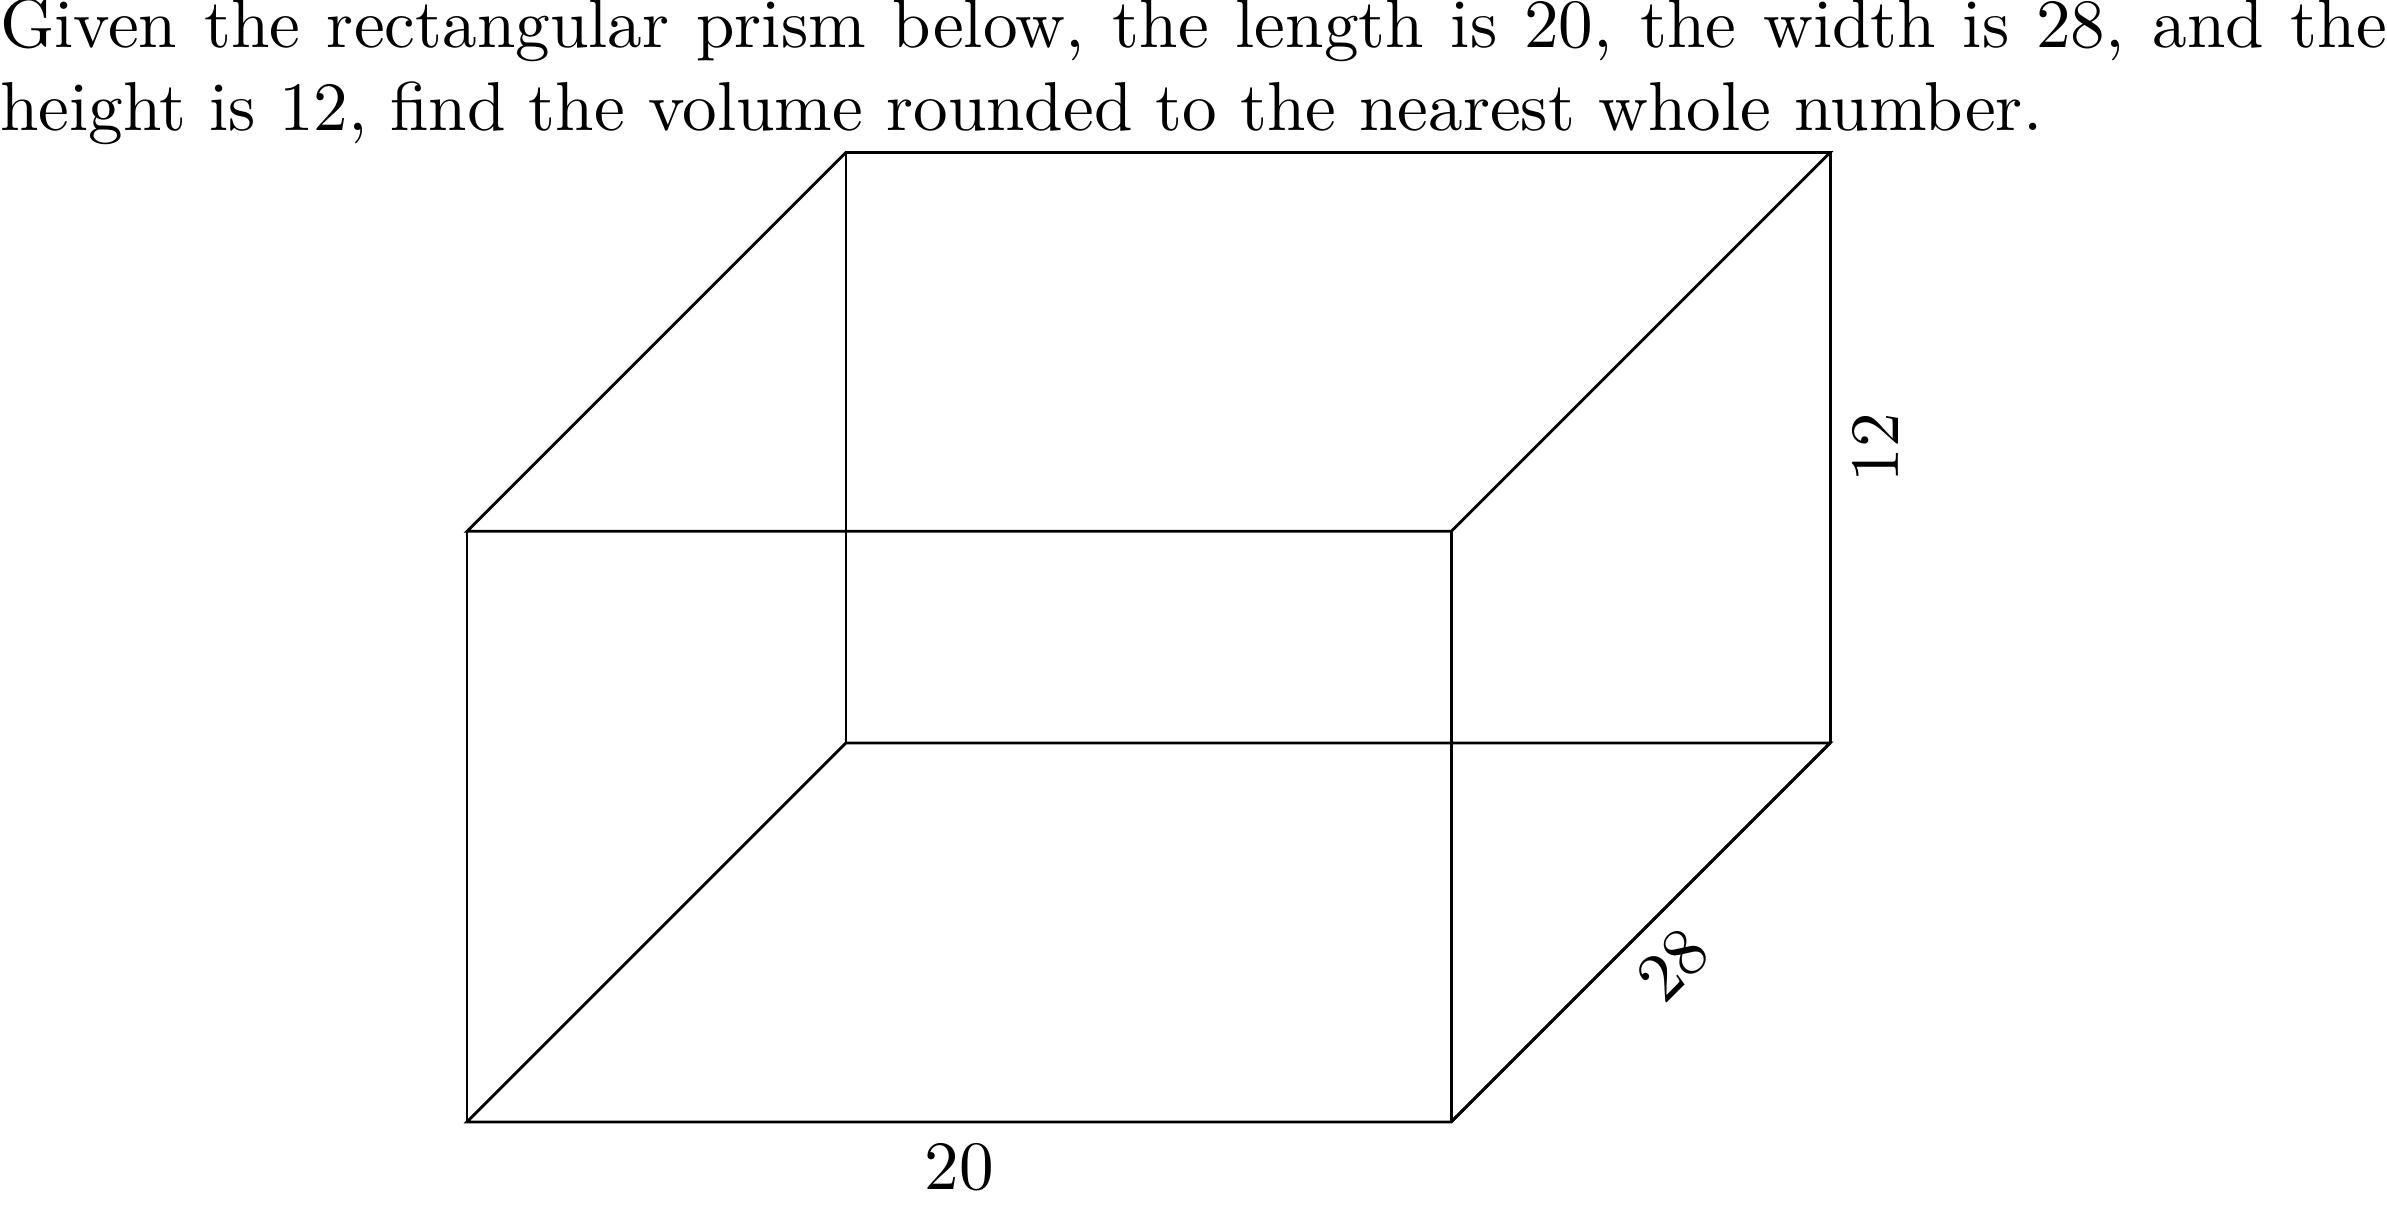 Given the rectangular prism below, the length is 20, the width is 28, and the
height is 12, find the volume rounded to the nearest whole number.
12
28
20